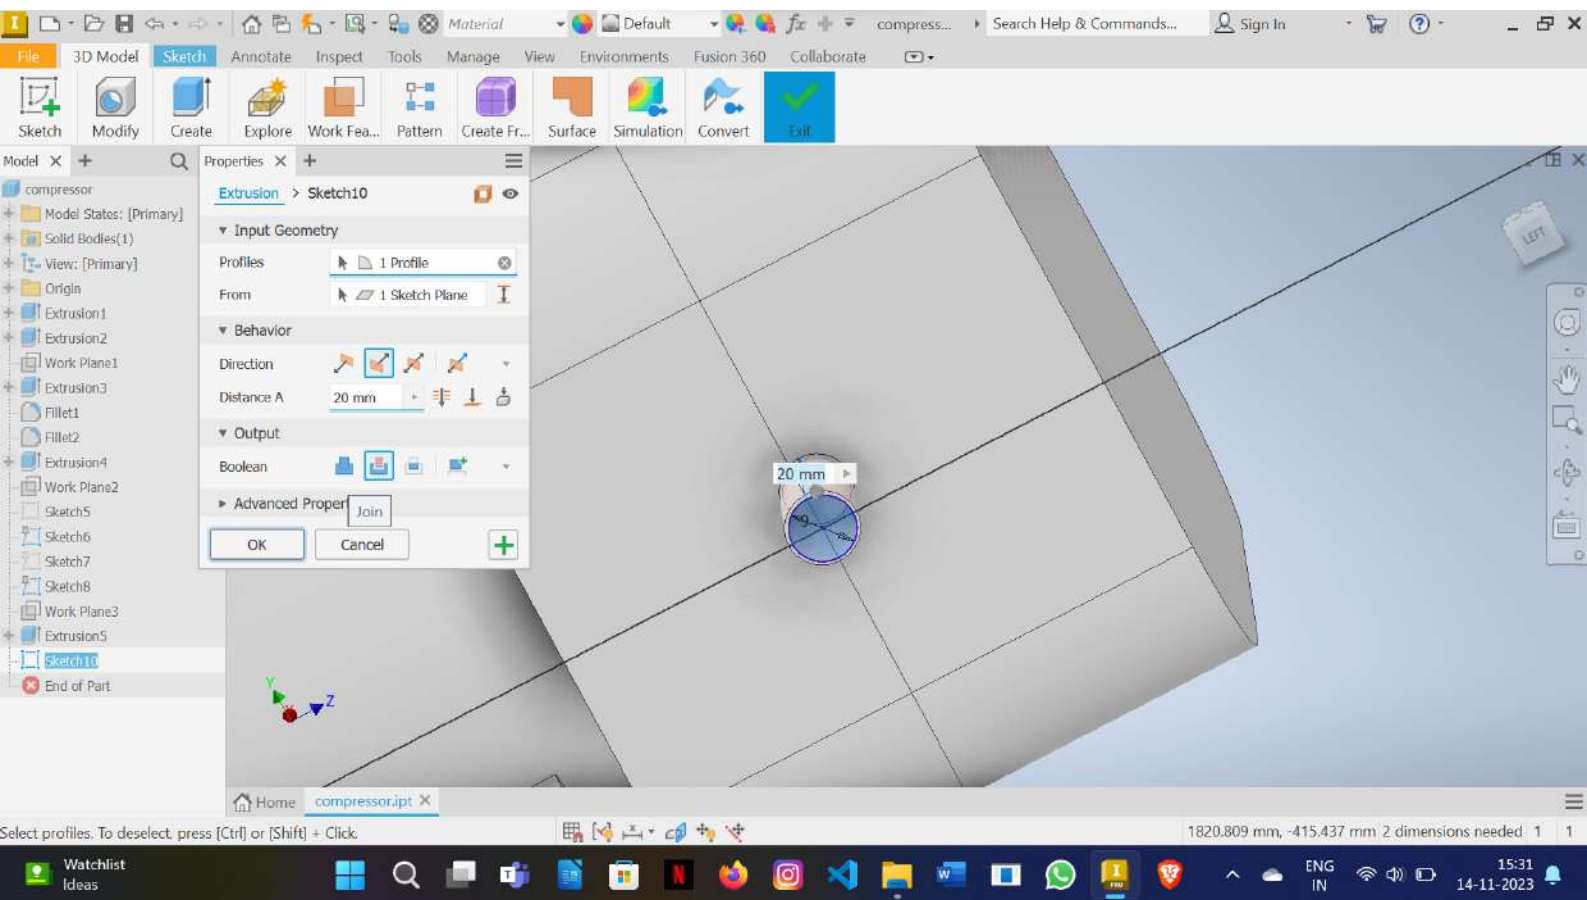 Material
Default
fx
compress...
Search Help & Commands...
Sign In
File
3D Model
Sketch
Annotate
Inspect
Tools
Manage
View
Environments
Fusion 360
Collaborate
Sketch
Modify
Create
Explore
Work Fea...
Pattern
Create Fr...
Surface
Simulation
Convert
Exit
Model
Properties
compressor
Model States: [Primary]
Solid Bodies(1)
View: [Primary]
Origin
Extrusion1
Extrusion2
Work Plane1
Extrusion3
Fillet1
Fillet2
Extrusion4
Work Plane2
Sketch5
Sketch6
Sketch7
Sketch8
Work Plane3
Extrusion5
Sketch10
End of Part
Extrusion > Sketch10
Input Geometry
Profiles
1 Profile
From
1 Sketch Plane
Behavior
Direction
Distance A
20 mm
Output
Boolean
Advanced Propert
Join
OK
Cancel
20 mm
LEFT
Y
Z
Home
compressor.ipt
Select profiles. To deselect, press [Ctrl] or [Shift] + Click.
1820.809 mm, -415.437 mm 2 dimensions needed 1 1
Watchlist
Ideas
ENG
IN
15:31
14-11-2023